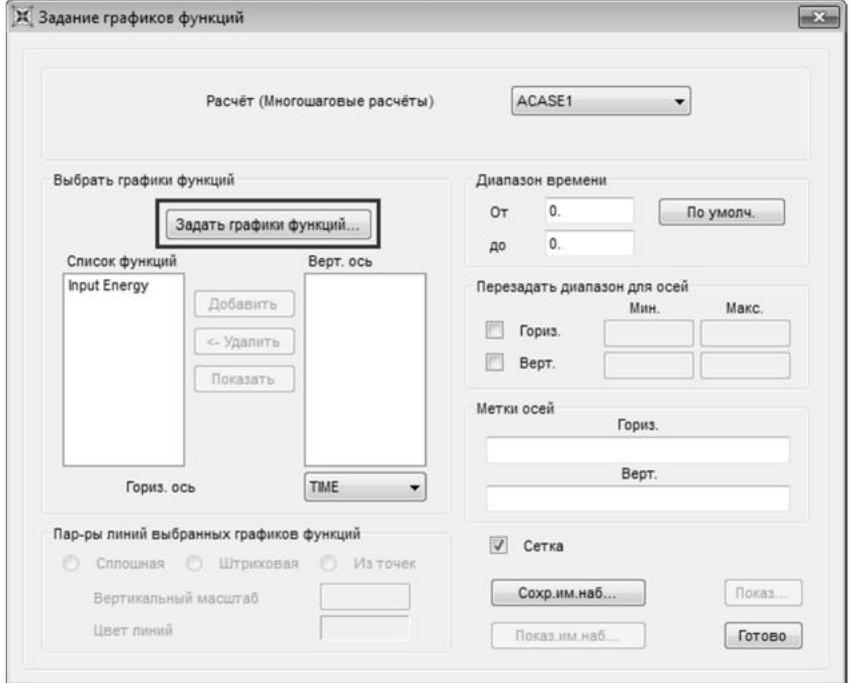 Задание графиков функций
Расчёт (Многошаговые расчёты)
ACASE1
Выбрать графики функций
Задать графики функций...
Список функций
Верт. ось
Input Energy
Добавить
<- Удалить
Показать
Гориз. ось
TIME
Пар-ры линий выбранных графиков функций
Сплошная
Штриховая
Из точек
Вертикальный масштаб
Цвет линий
Диапазон времени
От
0.
По умолч.
до
0.
Перезадать диапазон для осей
Мин.
Макс.
Гориз.
Верт.
Метки осей
Гориз.
Верт.
Сетка
Сохр.им.наб...
Показ...
Показ.им.наб...
Готово